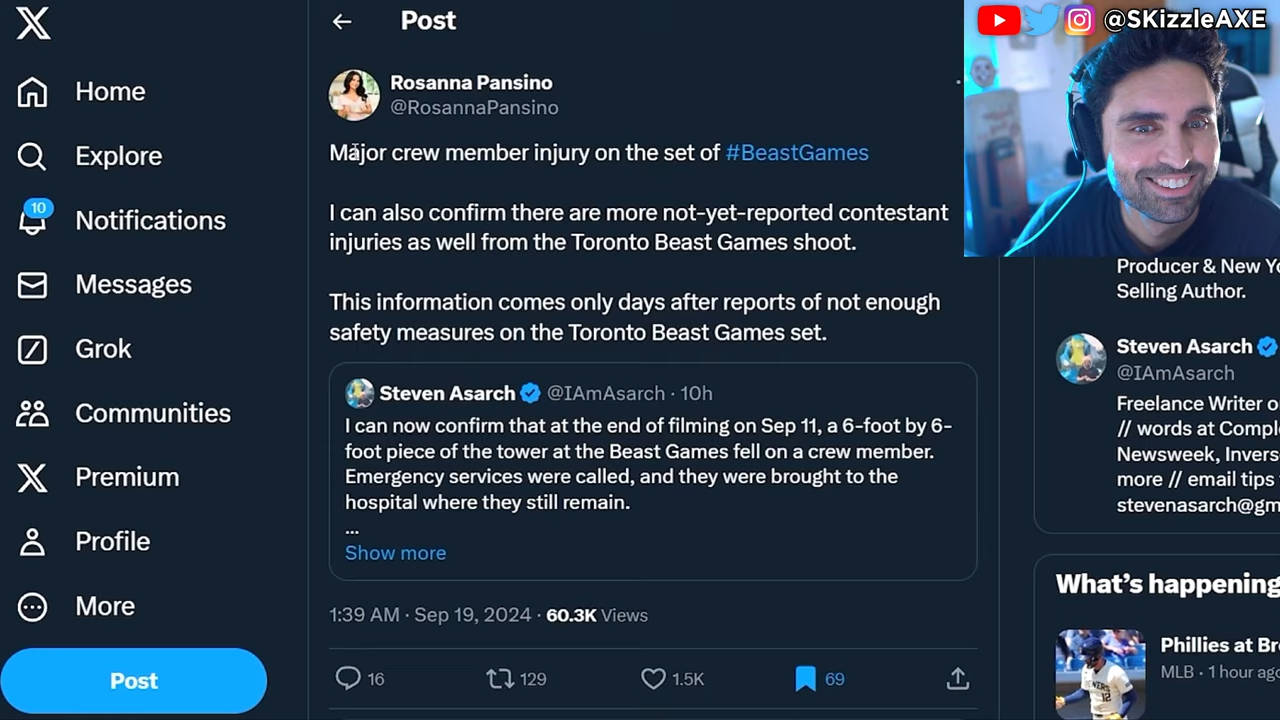 Home
Explore
10
Notifications
Messages
Grok
Communities
Premium
Profile
More
Post
Post
Rosanna Pansino
@RosannaPansino
Major crew member injury on the set of #BeastGames
I can also confirm there are more not-yet-reported contestant
injuries as well from the Toronto Beast Games shoot.
This information comes only days after reports of not enough
safety measures on the Toronto Beast Games set.
Steven Asarch @IAmAsarch · 10h
I can now confirm that at the end of filming on Sep 11, a 6-foot by 6-
foot piece of the tower at the Beast Games fell on a crew member.
Emergency services were called, and they were brought to the
hospital where they still remain.
...
Show more
1:39 AM · Sep 19, 2024 · 60.3K Views
16 129 1.5K 69
@SKizzleAXE
Producer & New Yo
Selling Author.
Steven Asarch
@IAmAsarch
Freelance Writer o
// words at Comple
Newsweek, Invers
more // email tips
stevenasarch@gm
What's happening
Phillies at Br
MLB · 1 hour ago
12